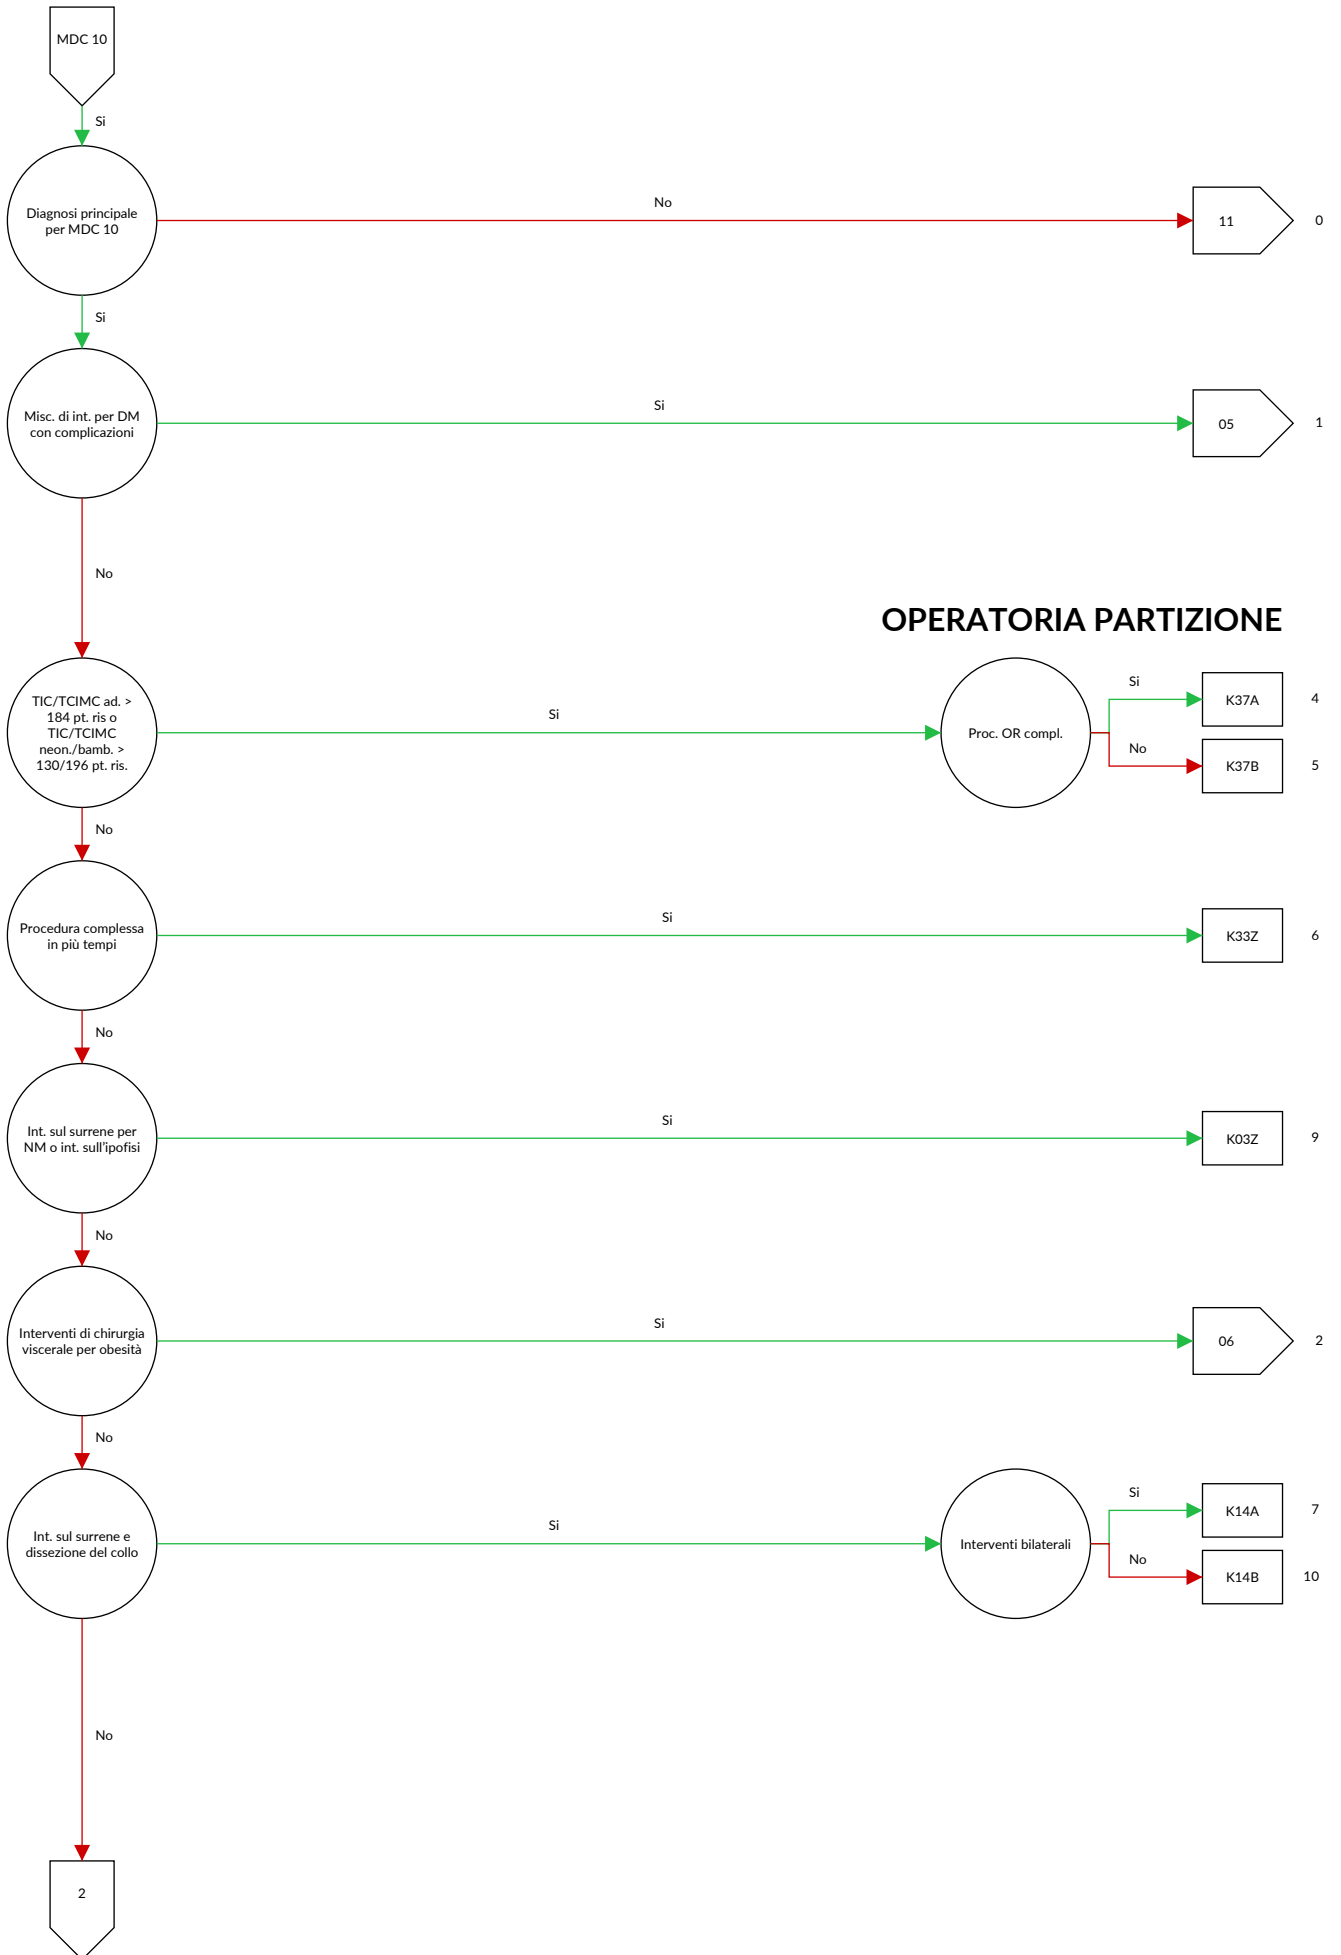 MDC 10
Si
Diagnosi principale
per MDC 10
No
11
0
Si
Misc. di int. per DM
con complicazioni
Si
05
1
No
OPERATORIA PARTIZIONE
TIC/TCIMC ad. >
184 pt. ris o
TIC/TCIMC
neon./bamb. >
130/196 pt. ris.
Si
Proc. OR compl.
Si
K37A
4
No
K37B
5
No
Procedura complessa
in più tempi
Si
K33Z
6
No
Int. sul surrene per
NM o int. sull'ipofisi
Si
K03Z
9
No
Interventi di chirurgia
viscerale per obesità
Si
06
2
No
Int. sul surrene e
dissezione del collo
Si
Interventi bilaterali
Si
K14A
7
No
K14B
10
No
2